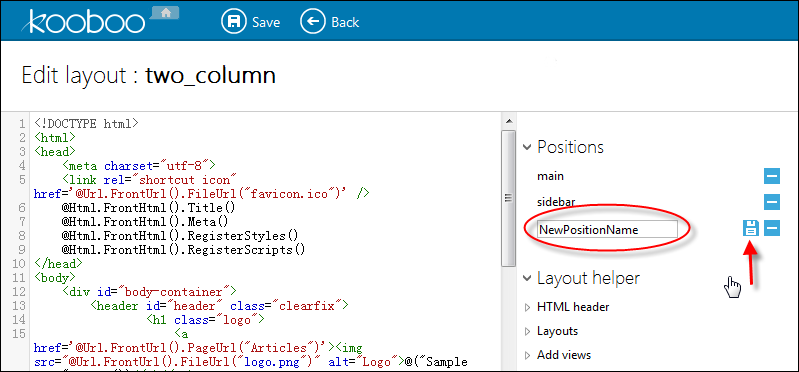 kooboo
Save
Back
Edit layout : two_column
1 <!DOCTYPE html>
2 <html>
3 <head>
4 <meta charset="utf-8">
5 <link rel="shortcut icon"
href='@Url.FrontUrl().FileUrl("favicon.ico")' />
6 @Html.FrontHtml().Title()
7 @Html.FrontHtml().Meta()
8 @Html.FrontHtml().RegisterStyles()
9 @Html.FrontHtml().RegisterScripts()
10 </head>
11 <body>
12 <div id="body-container">
13 <header id="header" class="clearfix">
14 <h1 class="logo">
15 <a
href='@Url.FrontUrl().PageUrl("Articles")'><img
src="@Url.FrontUrl().FileUrl("logo.png")" alt="Logo">@("Sample
Positions
main
sidebar
NewPositionName
Layout helper
HTML header
Layouts
Add views